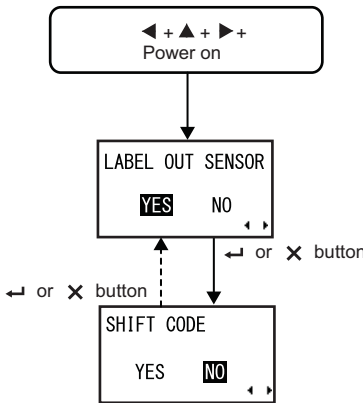 ◀ + ▲ + ▶ +
Power on
LABEL OUT SENSOR
YES NO
◀ ▶
↵ or ✕ button
↵ or ✕ button
SHIFT CODE
YES NO
◀ ▶